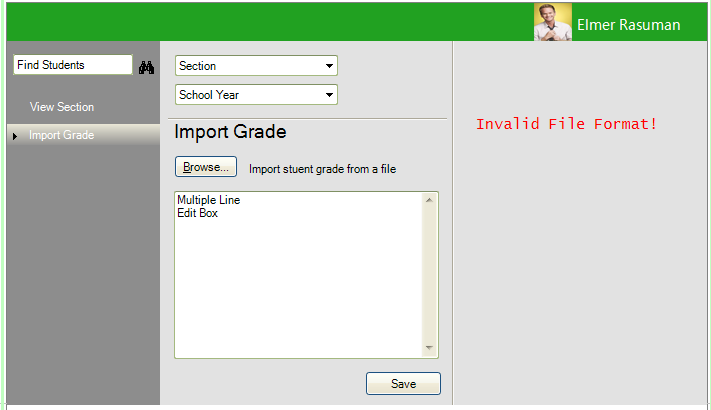 Elmer Rasuman
Find Students
View Section
Import Grade
Section
School Year
Import Grade
Browse...
Import stuent grade from a file
Multiple Line
Edit Box
Save
Invalid File Format!